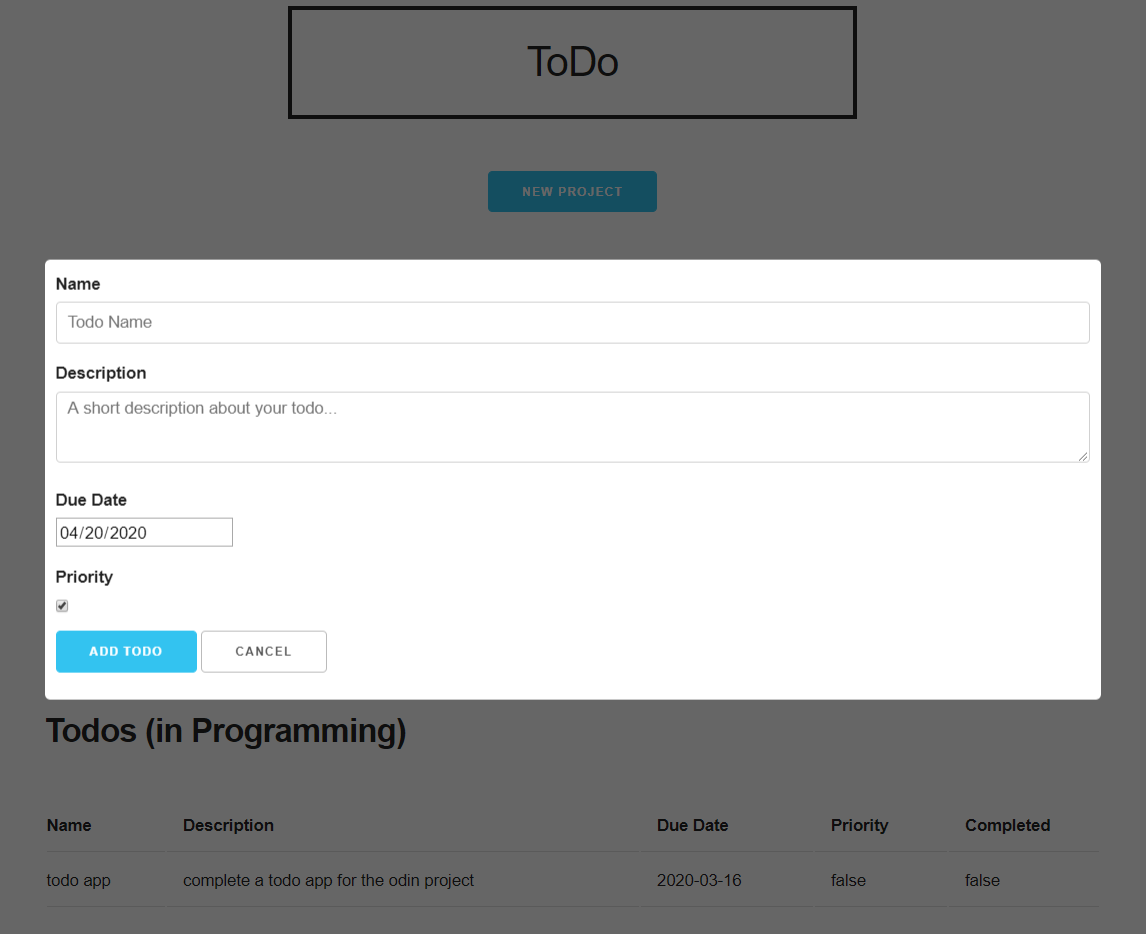 ToDo
NEW PROJECT
Name
Todo Name
Description
A short description about your todo...
Due Date
04/20/2020
Priority
ADD TODO CANCEL
Todos (in Programming)
Name Description Due Date Priority Completed
todo app complete a todo app for the odin project 2020-03-16 false false